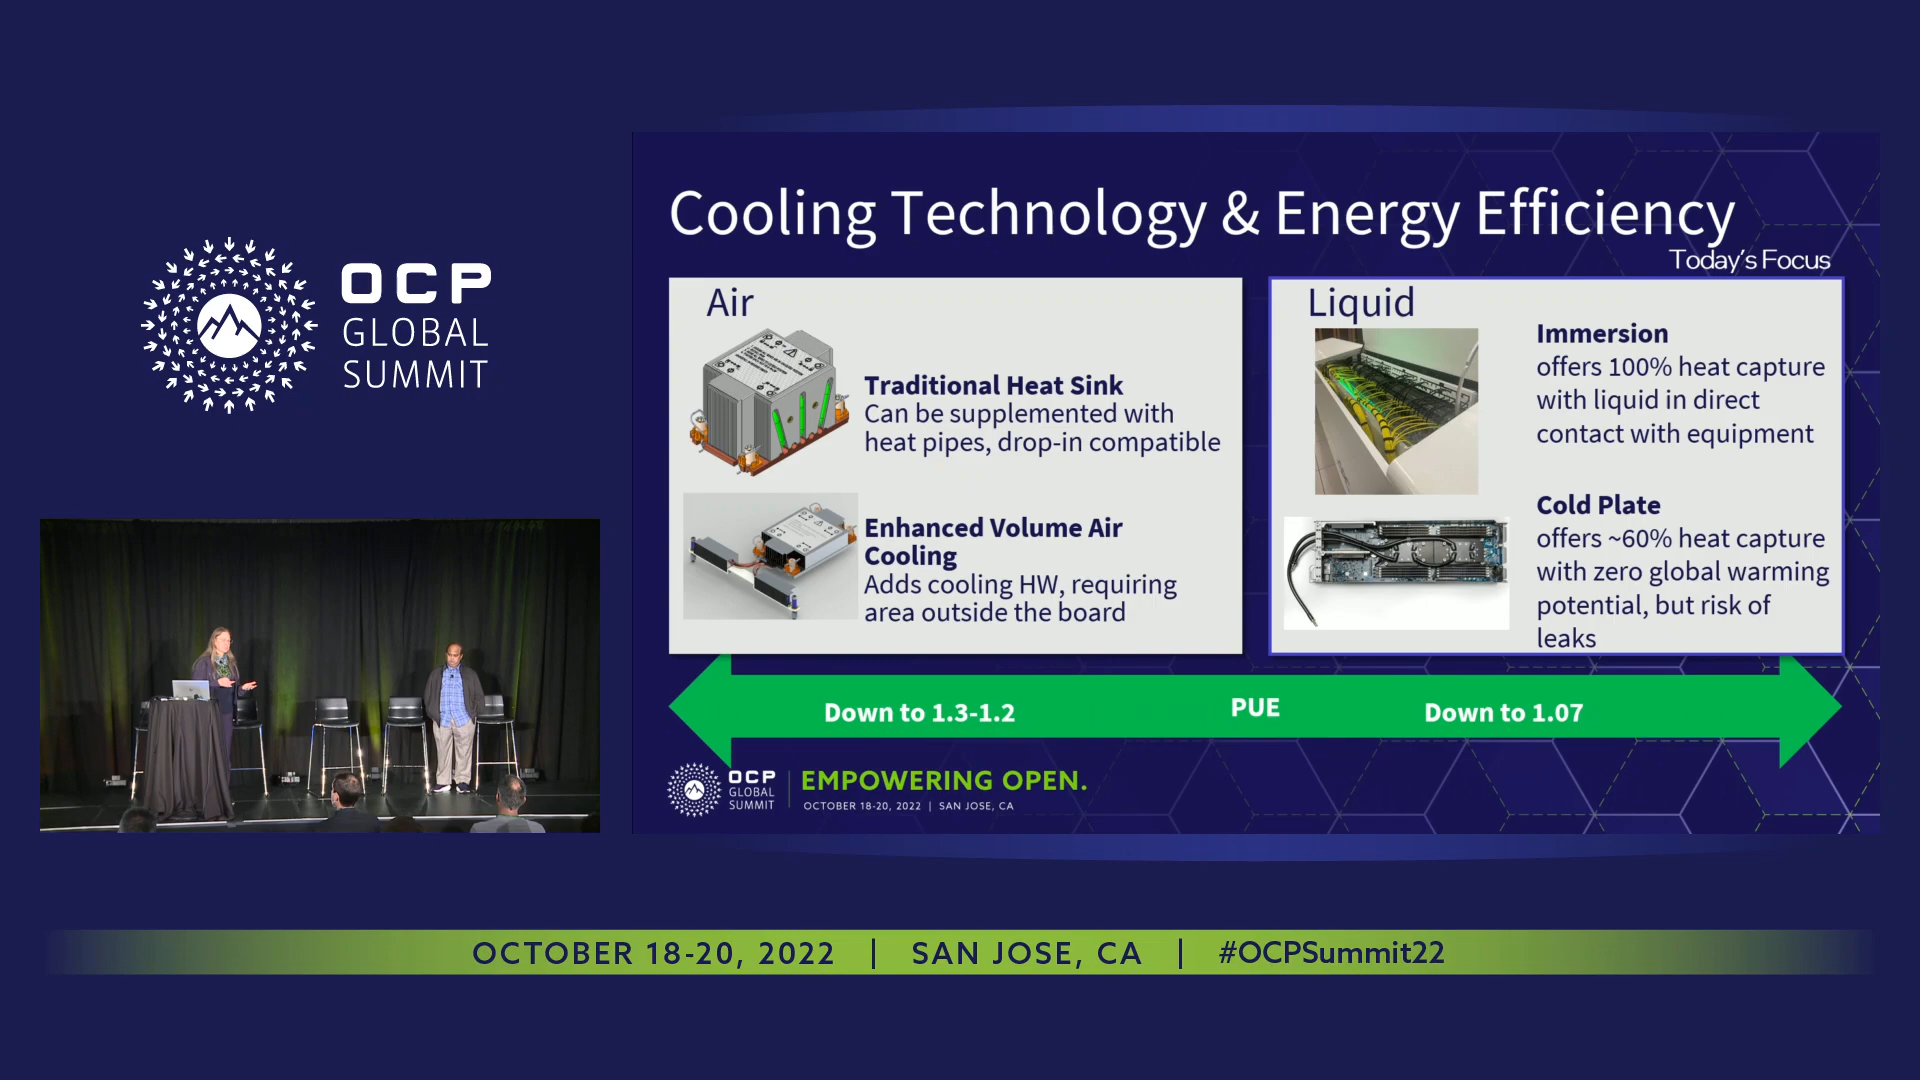 OCP
GLOBAL
SUMMIT
Cooling Technology & Energy Efficiency
Today's Focus
Air
Traditional Heat Sink
Can be supplemented with
heat pipes, drop-in compatible
Enhanced Volume Air
Cooling
Adds cooling HW, requiring
area outside the board
Liquid
Immersion
offers 100% heat capture
with liquid in direct
contact with equipment
Cold Plate
offers ~60% heat capture
with zero global warming
potential, but risk of
leaks
Down to 1.3-1.2
PUE
Down to 1.07
OCP
GLOBAL
SUMMIT
EMPOWERING OPEN.
OCTOBER 18-20, 2022 | SAN JOSE, CA
OCTOBER 18-20, 2022 | SAN JOSE, CA | #OCPSummit22